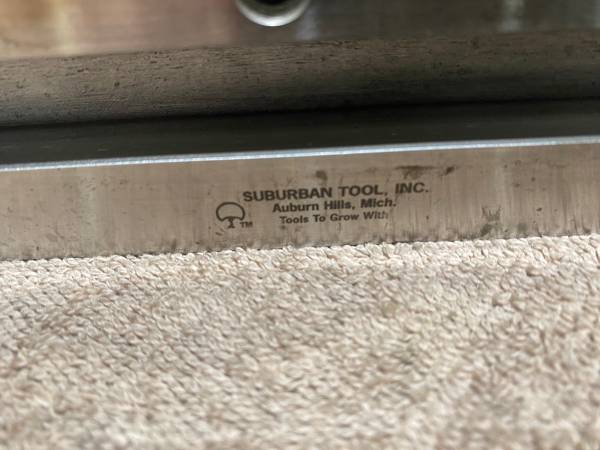 SUBURBAN TOOL, INC.
Auburn Hills, Mich.
Tools To Grow With
TM